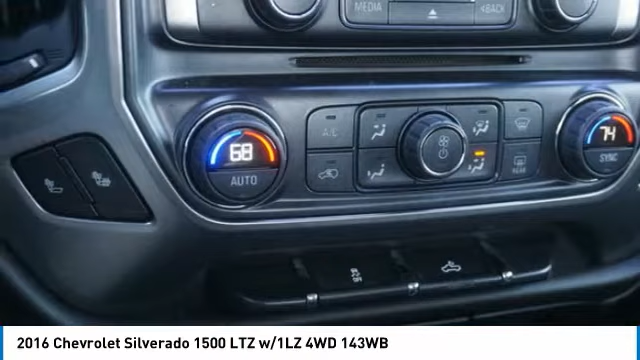 MEDIA
<BACK
68
AUTO
A/C
REAR
74
SYNC
2016 Chevrolet Silverado 1500 LTZ w/1LZ 4WD 143WB